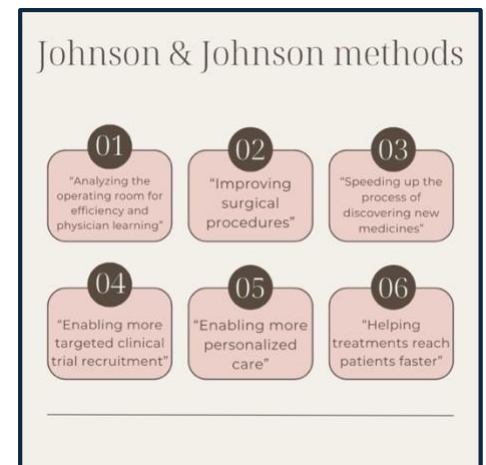 Johnson & Johnson methods
01
"Analyzing the
operating room for
efficiency and
physician learning"
02
"Improving
surgical
procedures"
03
"Speeding up the
process of
discovering new
medicines"
04
"Enabling more
targeted clinical
trial recruitment"
05
"Enabling more
personalized
care"
06
"Helping
treatments reach
patients faster"